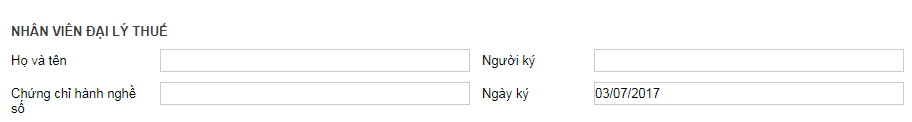 NHÂN VIÊN ĐẠI LÝ THUẾ
Họ và tên
Người ký
Chứng chỉ hành nghề
số
Ngày ký
03/07/2017